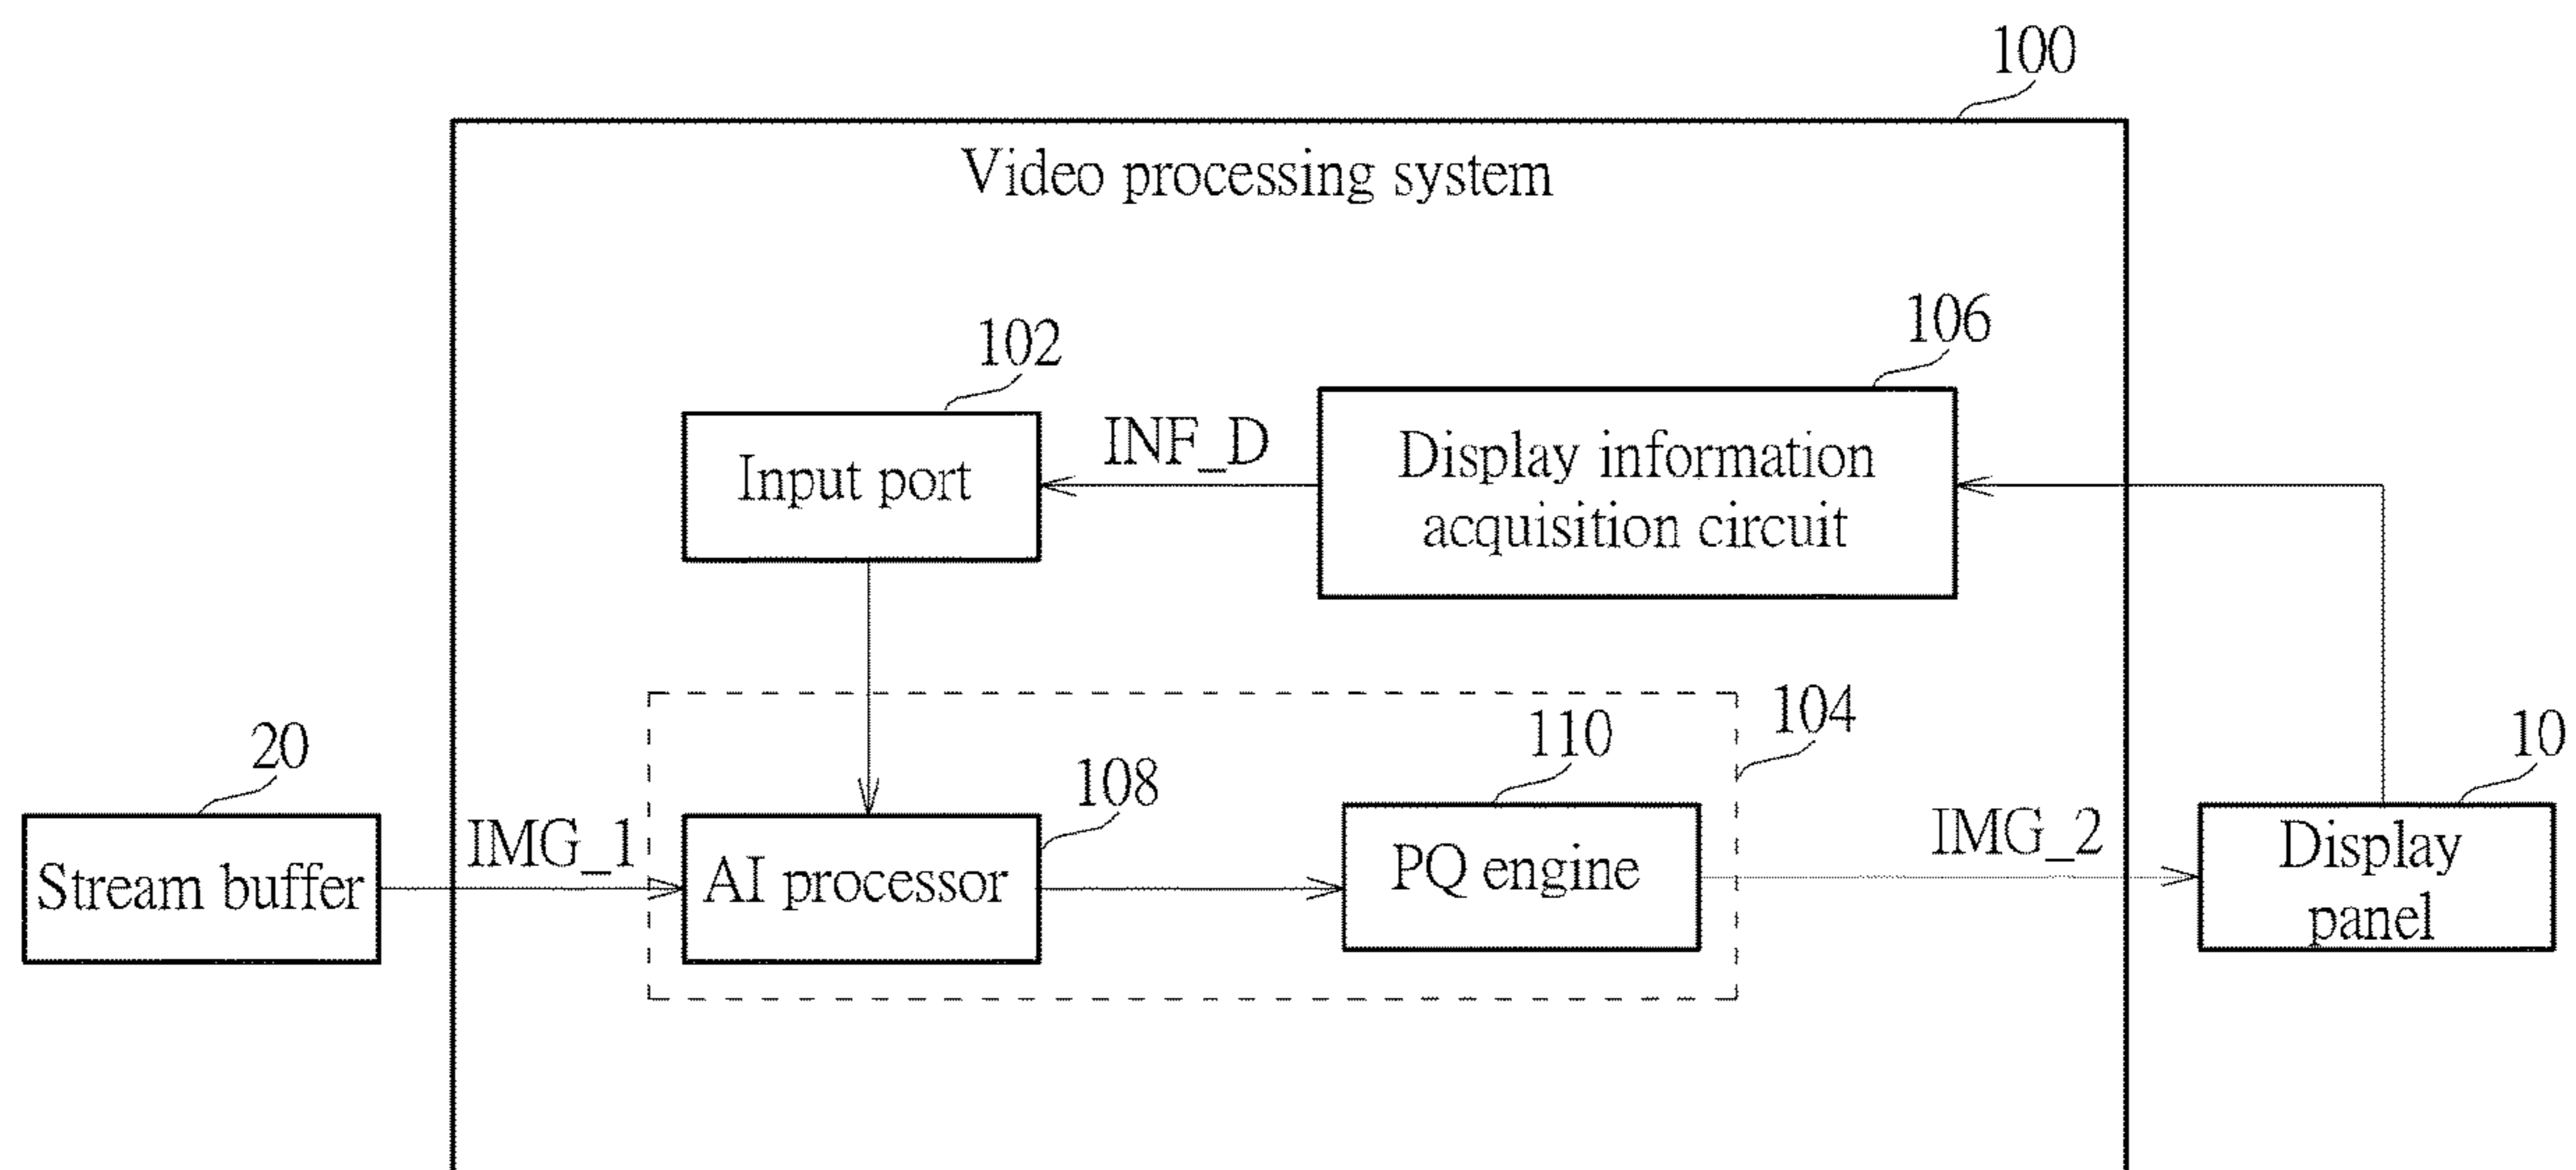 100
Video processing system
102
106
Input port
INF_D
Display information
acquisition circuit
104
20
108
110
10
Stream buffer
IMG_1
AI processor
PQ engine
IMG_2
Display
panel